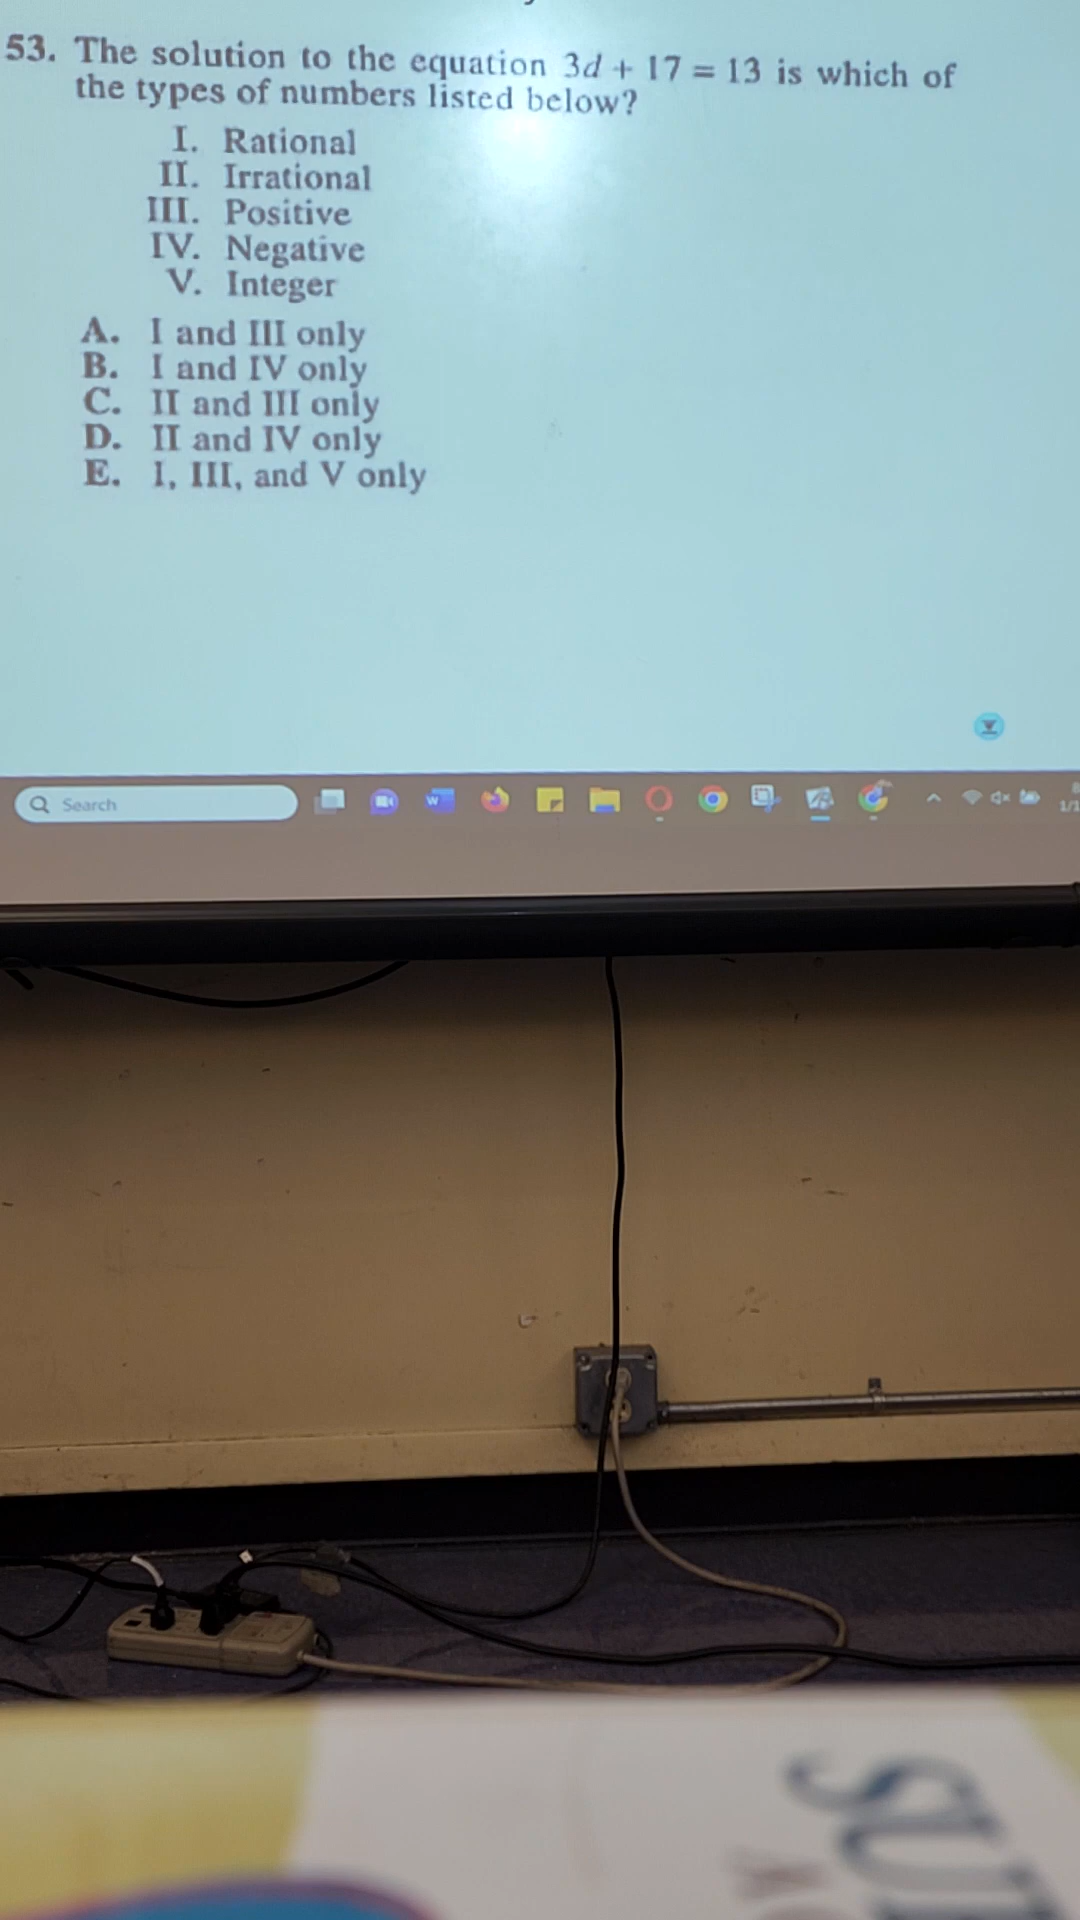 53. The solution to the equation 3d + 17 = 13 is which of
the types of numbers listed below?
I. Rational
II. Irrational
III. Positive
IV. Negative
V. Integer
A. I and III only
B. I and IV only
C. II and III only
D. II and IV only
E. I, III, and V only
Search